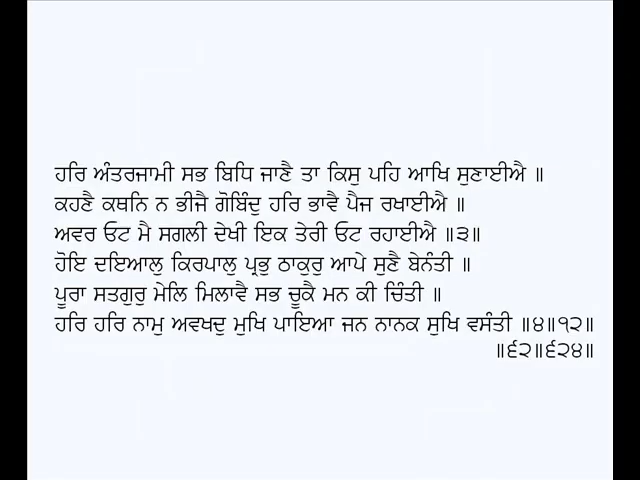 ਹਰਿ ਅੰਤਰਜਾਮੀ ਸਭ ਬਿਧਿ ਜਾਣੈ ਤਾ ਕਿਸੁ ਪਹਿ ਆਖਿ ਸੁਣਾਈਐ ॥
ਕਹਣੈ ਕਥਨਿ ਨ ਭੀਜੈ ਗੋਬਿੰਦੁ ਹਰਿ ਭਾਵੈ ਪੈਜ ਰਖਾਈਐ ॥
ਅਵਰ ਓਟ ਮੈ ਸਗਲੀ ਦੇਖੀ ਇਕ ਤੇਰੀ ਓਟ ਰਹਾਈਐ ॥੩॥
ਹੋਇ ਦਇਆਲੁ ਕਿਰਪਾਲੁ ਪ੍ਰਭੁ ਠਾਕੁਰੁ ਆਪੇ ਸੁਣੈ ਬੇਨੰਤੀ ॥
ਪੂਰਾ ਸਤਗੁਰੁ ਮੇਲਿ ਮਿਲਾਵੈ ਸਭ ਚੂਕੈ ਮਨ ਕੀ ਚਿੰਤੀ ॥
ਹਰਿ ਹਰਿ ਨਾਮੁ ਅਵਖਦੁ ਮੁਖਿ ਪਾਇਆ ਜਨ ਨਾਨਕ ਸੁਖਿ ਵਸੰਤੀ ॥੪॥੧੨॥
॥੬੨॥੬੨੪॥